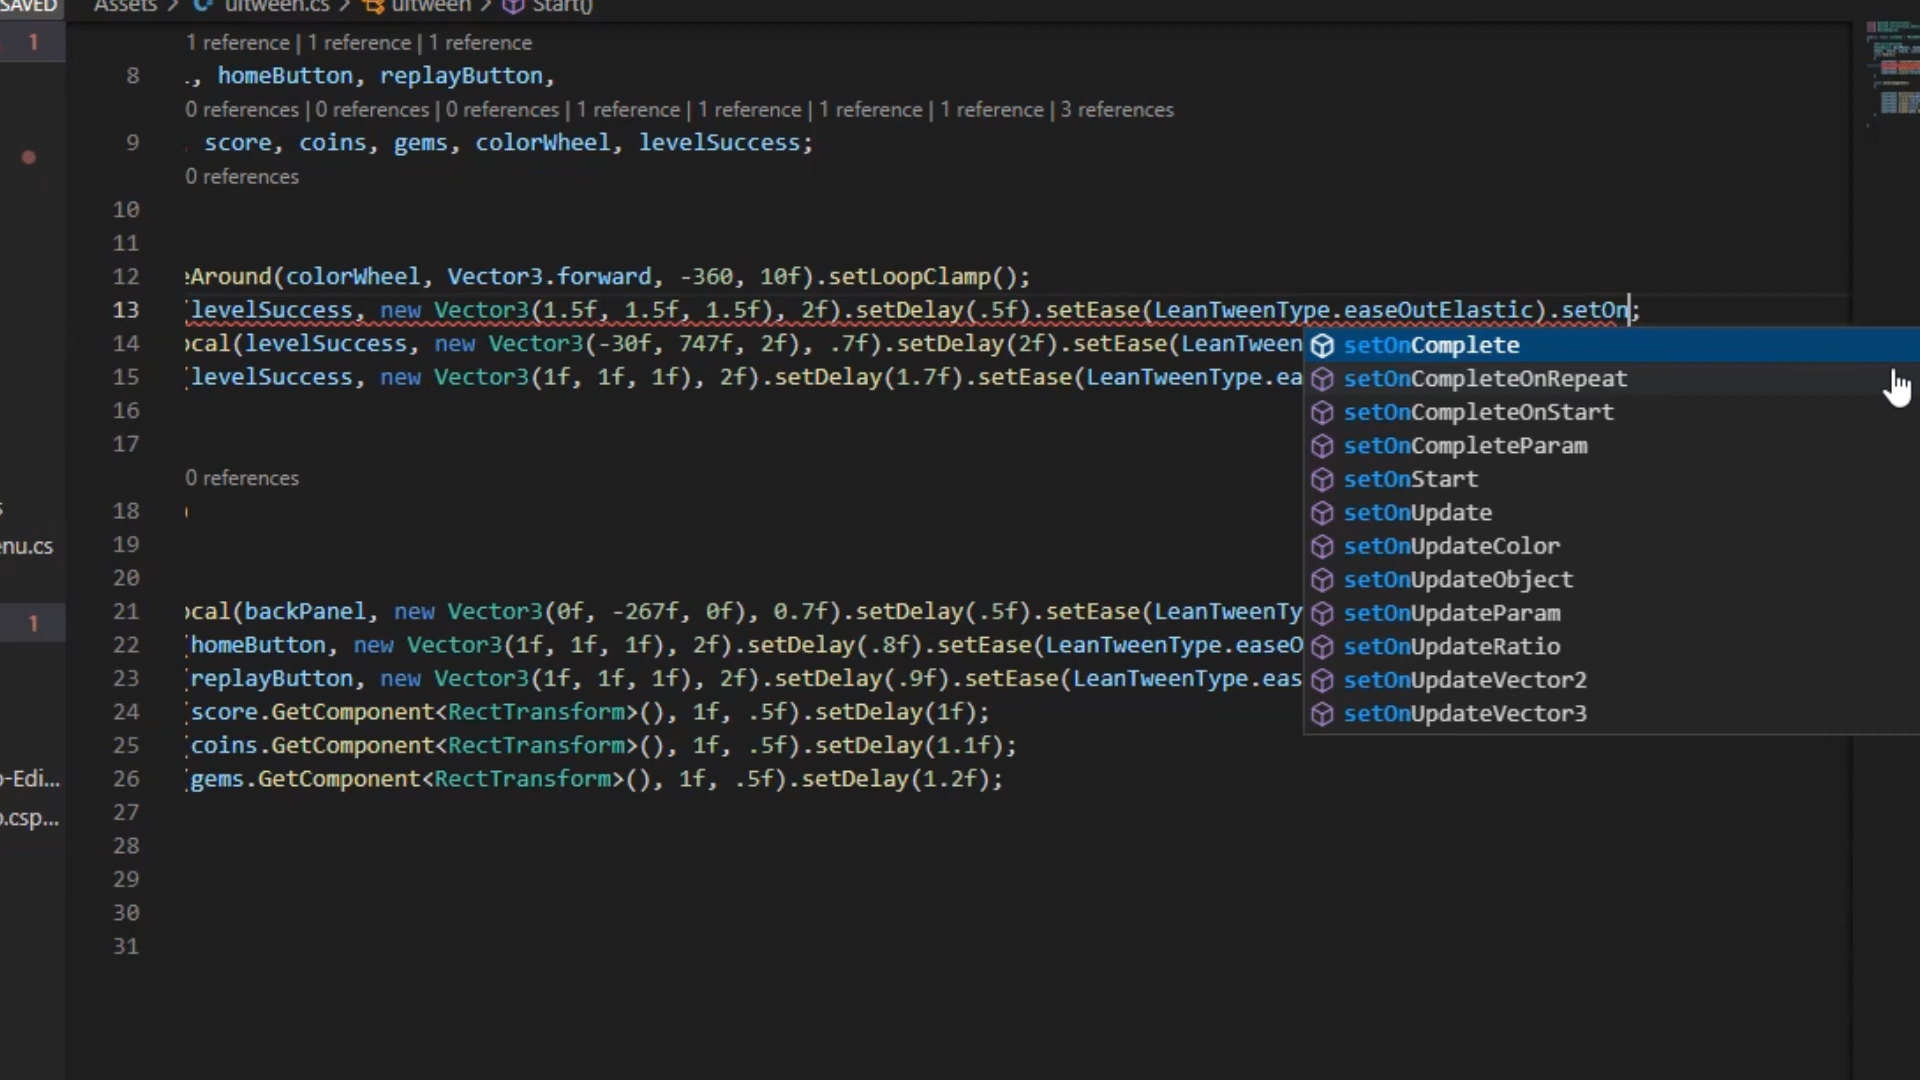 SAVED
Assets > uitween.cs > uitween > Start()
1
1 reference | 1 reference | 1 reference
8 ., homeButton, replayButton,
0 references | 0 references | 0 references | 1 reference | 1 reference | 1 reference | 1 reference | 3 references
9 , score, coins, gems, colorWheel, levelSuccess;
0 references
10
11
12 eAround(colorWheel, Vector3.forward, -360, 10f).setLoopClamp();
13 (levelSuccess, new Vector3(1.5f, 1.5f, 1.5f), 2f).setDelay(.5f).setEase(LeanTweenType.easeOutElastic).setOn;
14 ocal(levelSuccess, new Vector3(-30f, 747f, 2f), .7f).setDelay(2f).setEase(LeanTween
15 (levelSuccess, new Vector3(1f, 1f, 1f), 2f).setDelay(1.7f).setEase(LeanTweenType.ea
16
17
0 references
18 (
19
20
21 ocal(backPanel, new Vector3(0f, -267f, 0f), 0.7f).setDelay(.5f).setEase(LeanTweenTy
22 (homeButton, new Vector3(1f, 1f, 1f), 2f).setDelay(.8f).setEase(LeanTweenType.easeO
23 (replayButton, new Vector3(1f, 1f, 1f), 2f).setDelay(.9f).setEase(LeanTweenType.eas
24 (score.GetComponent<RectTransform>(), 1f, .5f).setDelay(1f);
25 (coins.GetComponent<RectTransform>(), 1f, .5f).setDelay(1.1f);
26 (gems.GetComponent<RectTransform>(), 1f, .5f).setDelay(1.2f);
27
28
29
30
31
setOnComplete
setOnCompleteOnRepeat
setOnCompleteOnStart
setOnCompleteParam
setOnStart
setOnUpdate
setOnUpdateColor
setOnUpdateObject
setOnUpdateParam
setOnUpdateRatio
setOnUpdateVector2
setOnUpdateVector3
s
enu.cs
1
o-Edi...
o.csp...